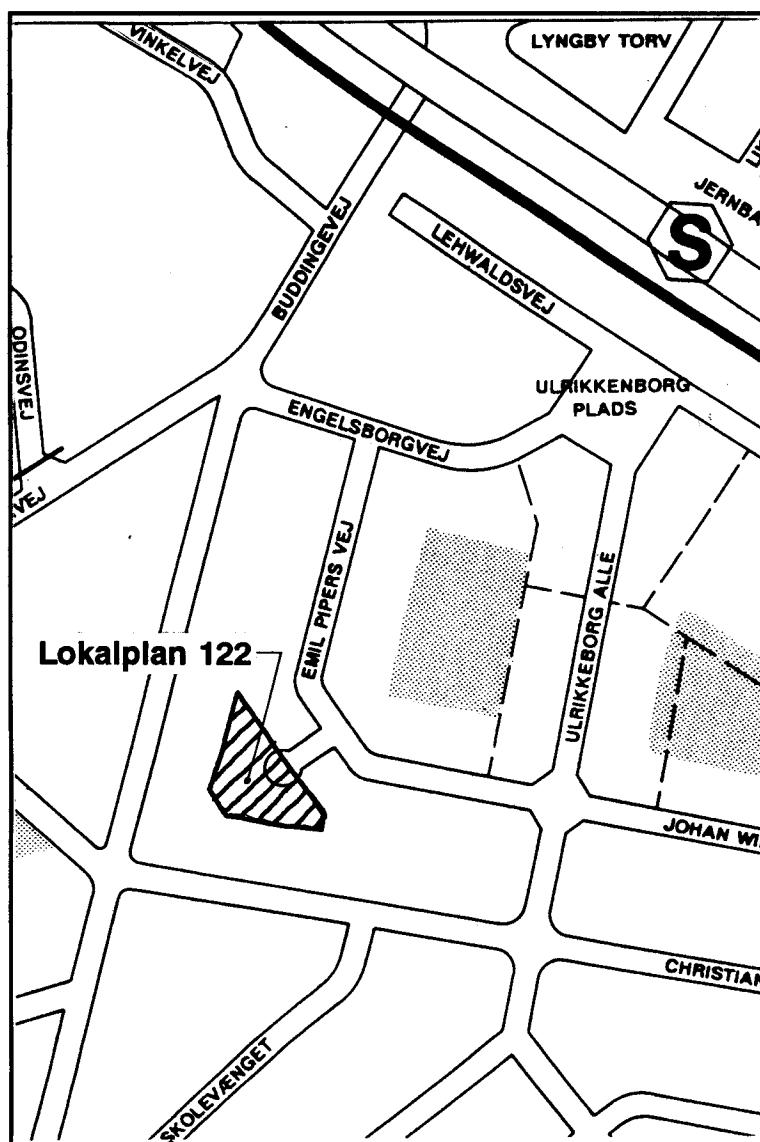 LYNGBY TORV
VINKELVEJ
JERNBA
S
BUDDINGEVEJ
LEHWALDSVEJ
ODINSVEJ
ULRIKKENBORG
PLADS
ENGELSBORGVEJ
VEJ
EMIL PIPERS VEJ
ULRIKKEBORG ALLE
Lokalplan 122
JOHAN WI
CHRISTIAN
SKOLEVÆNGET